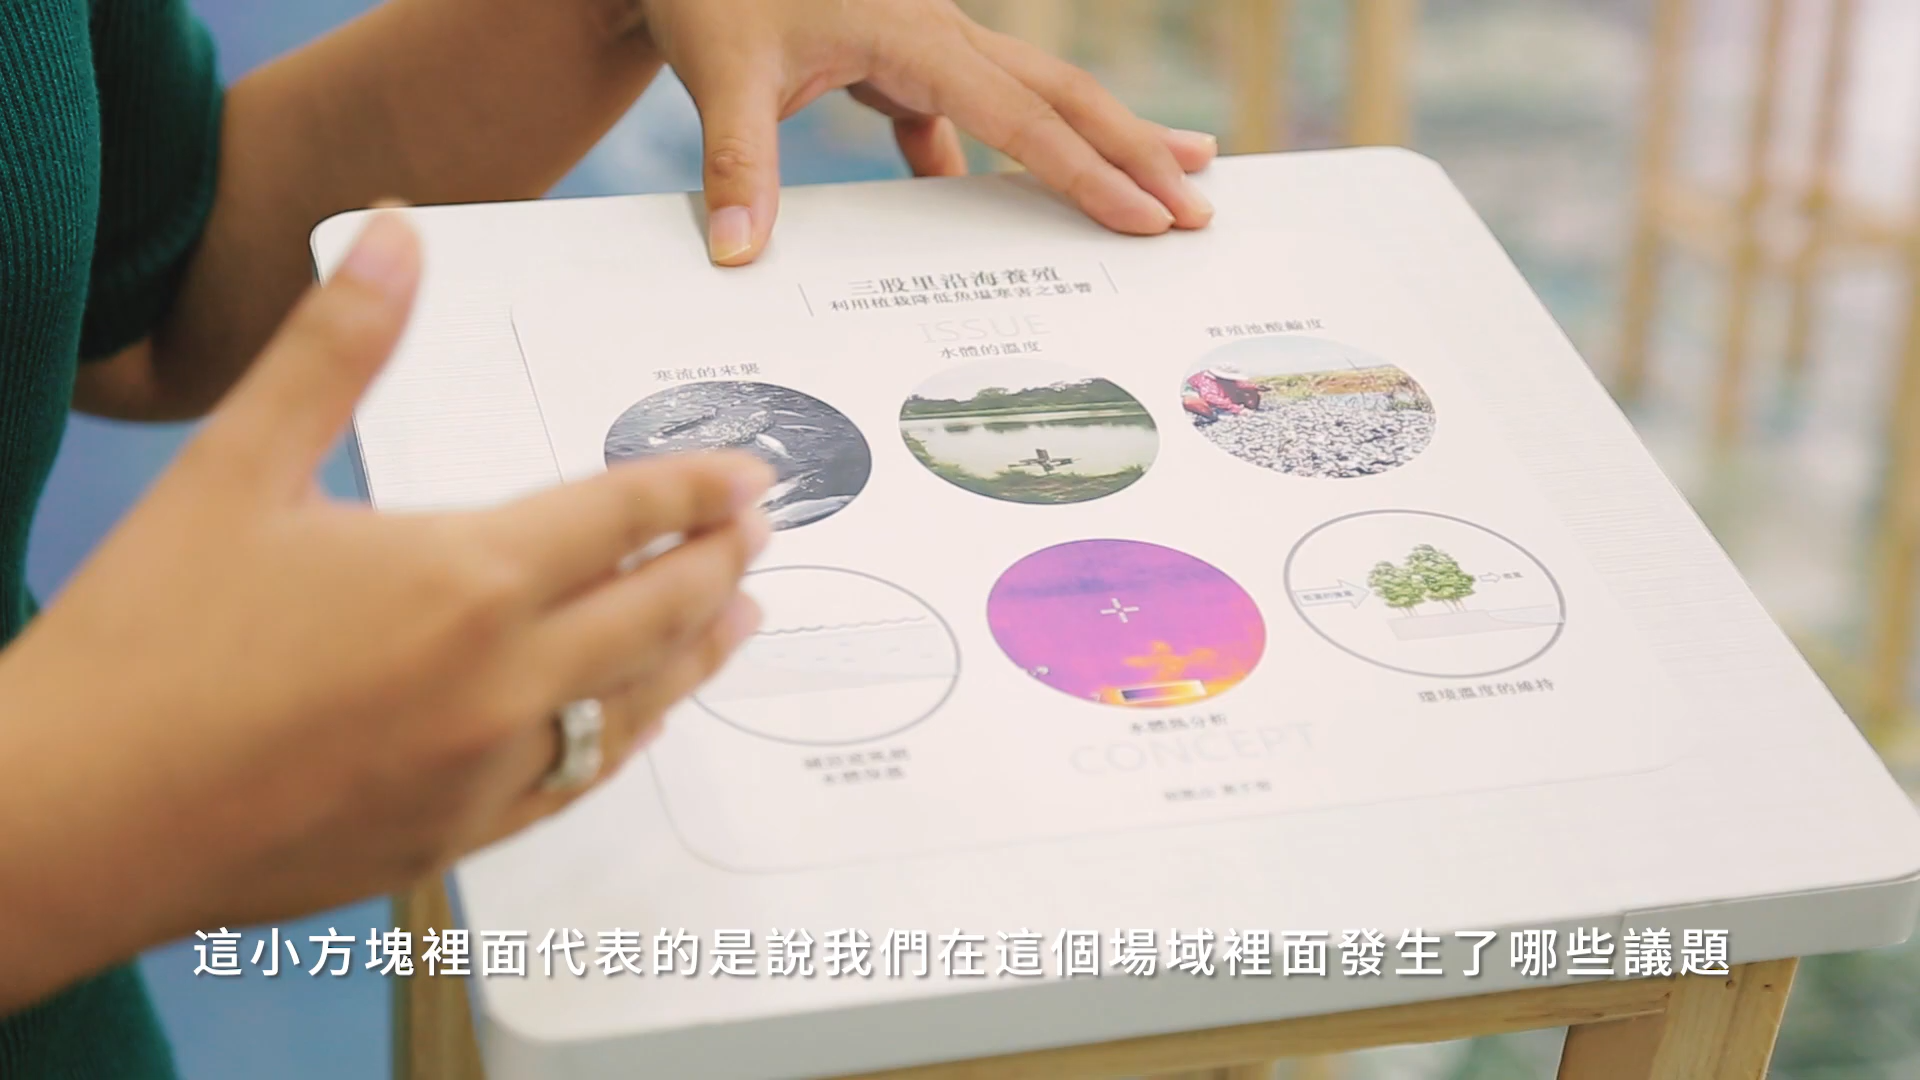 三股里沿海養殖
利用植栽降低魚塭寒害之影響
ISSUE
寒流的來襲
水體的溫度
養殖池酸鹼度
水體熱分析
環境溫度的維持
CONCEPT
這小方塊裡面代表的是說我們在這個場域裡面發生了哪些議題